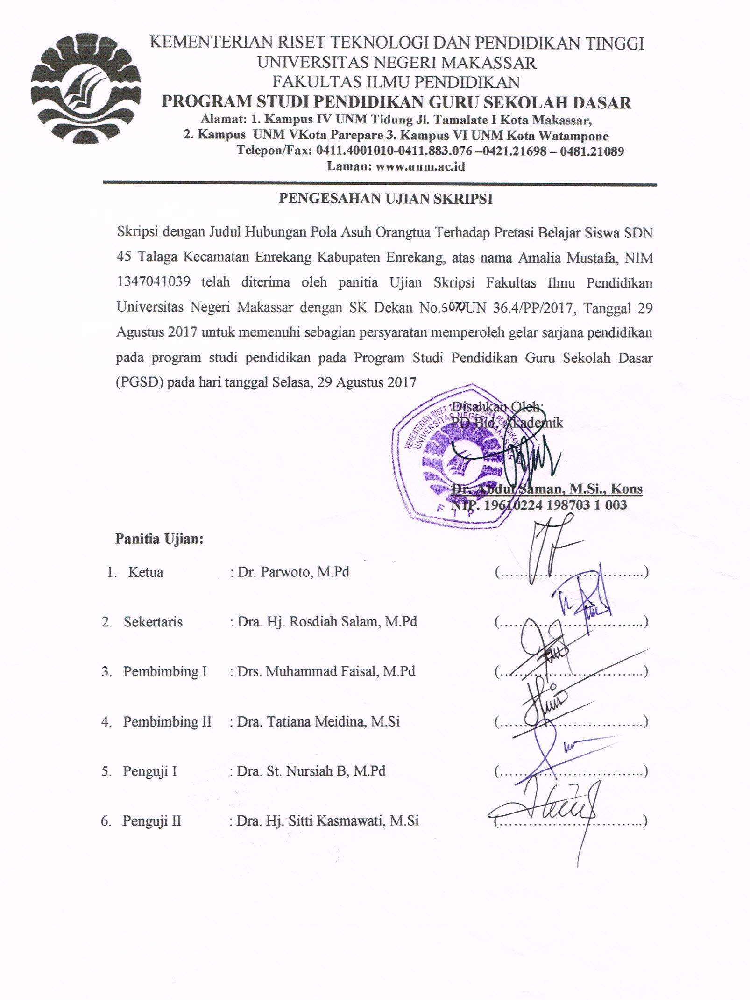 KEMENTERIAN RISET TEKNOLOGI DAN PENDIDIKAN TINGGI
UNIVERSITAS NEGERI MAKASSAR
FAKULTAS ILMU PENDIDIKAN
PROGRAM STUDI PENDIDIKAN GURU SEKOLAH DASAR
Alamat: 1. Kampus IV UNM Tidung Jl. Tamalate I Kota Makassar,
2. Kampus UNM VKota Parepare 3. Kampus VI UNM Kota Watampone
Telepon/Fax: 0411.4001010-0411.883.076 –0421.21698 – 0481.21089
Laman: www.unm.ac.id
PENGESAHAN UJIAN SKRIPSI
Skripsi dengan Judul Hubungan Pola Asuh Orangtua Terhadap Pretasi Belajar Siswa SDN
45 Talaga Kecamatan Enrekang Kabupaten Enrekang, atas nama Amalia Mustafa, NIM
1347041039 telah diterima oleh panitia Ujian Skripsi Fakultas Ilmu Pendidikan
Universitas Negeri Makassar dengan SK Dekan No.5070/UN 36.4/PP/2017, Tanggal 29
Agustus 2017 untuk memenuhi sebagian persyaratan memperoleh gelar sarjana pendidikan
pada program studi pendidikan pada Program Studi Pendidikan Guru Sekolah Dasar
(PGSD) pada hari tanggal Selasa, 29 Agustus 2017
Disahkan Oleh:
PD Bid. Akademik
KEMENTERIAN RISET TEKNOLOGI DAN PENDIDIKAN TINGGI
UNIVERSITAS NEGERI MAKASSAR
F I P
Dr. Abdul Saman, M.Si., Kons
NIP. 19610224 198703 1 003
Panitia Ujian:
1. Ketua : Dr. Parwoto, M.Pd (................................)
2. Sekertaris : Dra. Hj. Rosdiah Salam, M.Pd (................................)
3. Pembimbing I : Drs. Muhammad Faisal, M.Pd (................................)
4. Pembimbing II : Dra. Tatiana Meidina, M.Si (................................)
5. Penguji I : Dra. St. Nursiah B, M.Pd (................................)
6. Penguji II : Dra. Hj. Sitti Kasmawati, M.Si (................................)